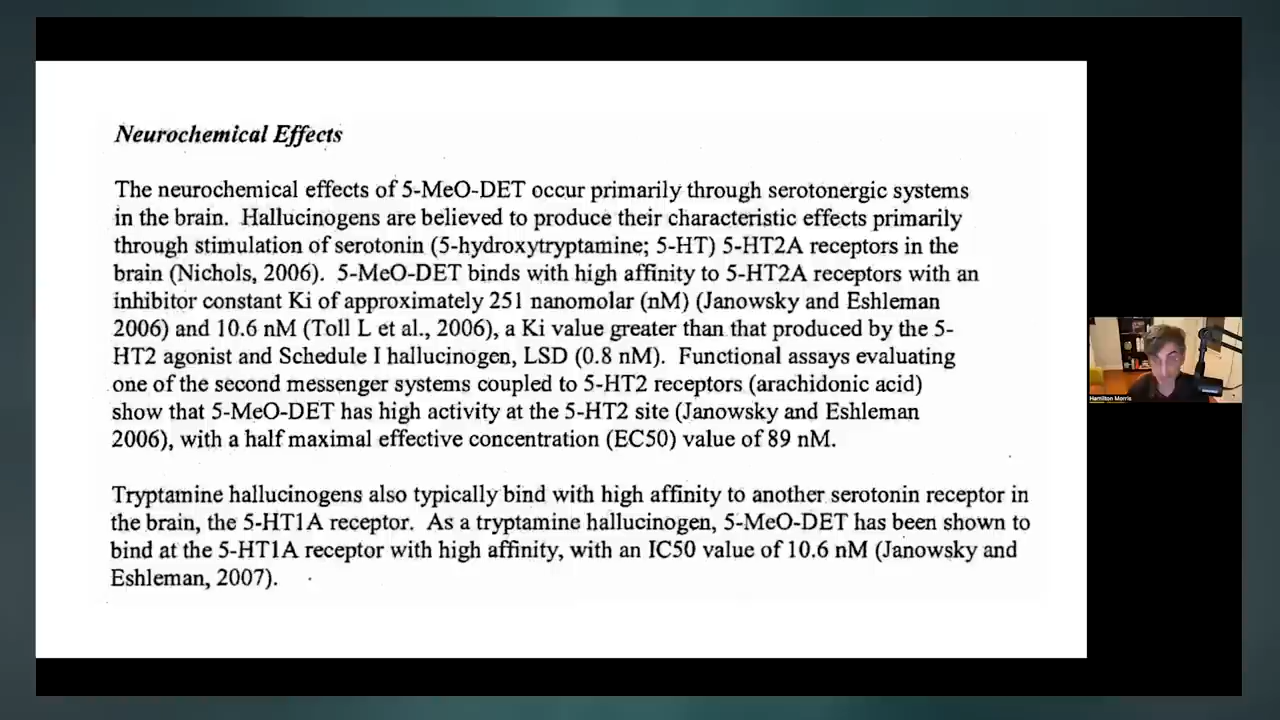 Neurochemical Effects
The neurochemical effects of 5-MeO-DET occur primarily through serotonergic systems
in the brain. Hallucinogens are believed to produce their characteristic effects primarily
through stimulation of serotonin (5-hydroxytryptamine; 5-HT) 5-HT2A receptors in the
brain (Nichols, 2006). 5-MeO-DET binds with high affinity to 5-HT2A receptors with an
inhibitor constant Ki of approximately 251 nanomolar (nM) (Janowsky and Eshleman
2006) and 10.6 nM (Toll L et al., 2006), a Ki value greater than that produced by the 5-
HT2 agonist and Schedule I hallucinogen, LSD (0.8 nM). Functional assays evaluating
one of the second messenger systems coupled to 5-HT2 receptors (arachidonic acid)
show that 5-MeO-DET has high activity at the 5-HT2 site (Janowsky and Eshleman
2006), with a half maximal effective concentration (EC50) value of 89 nM.
Tryptamine hallucinogens also typically bind with high affinity to another serotonin receptor in
the brain, the 5-HT1A receptor. As a tryptamine hallucinogen, 5-MeO-DET has been shown to
bind at the 5-HT1A receptor with high affinity, with an IC50 value of 10.6 nM (Janowsky and
Eshleman, 2007).
Hamilton Morris